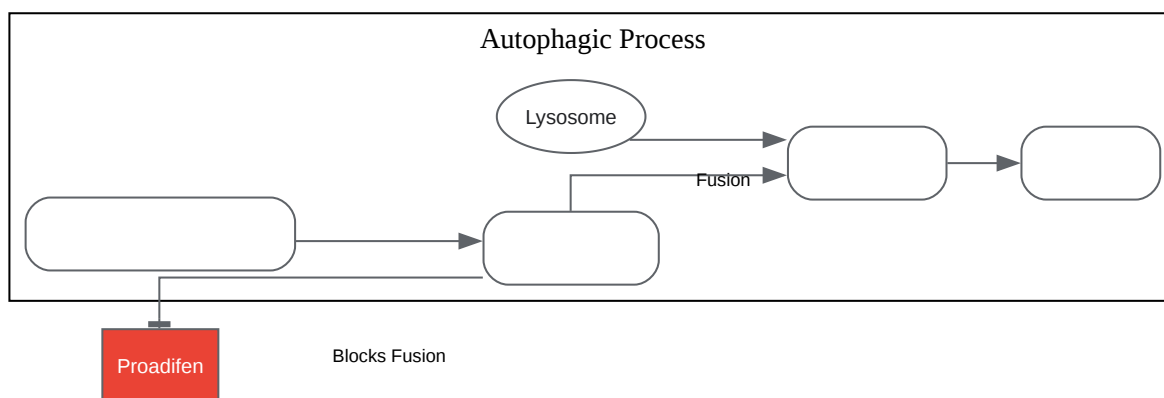 Autophagic Process
Lysosome
Fusion
Proadifen
Blocks Fusion